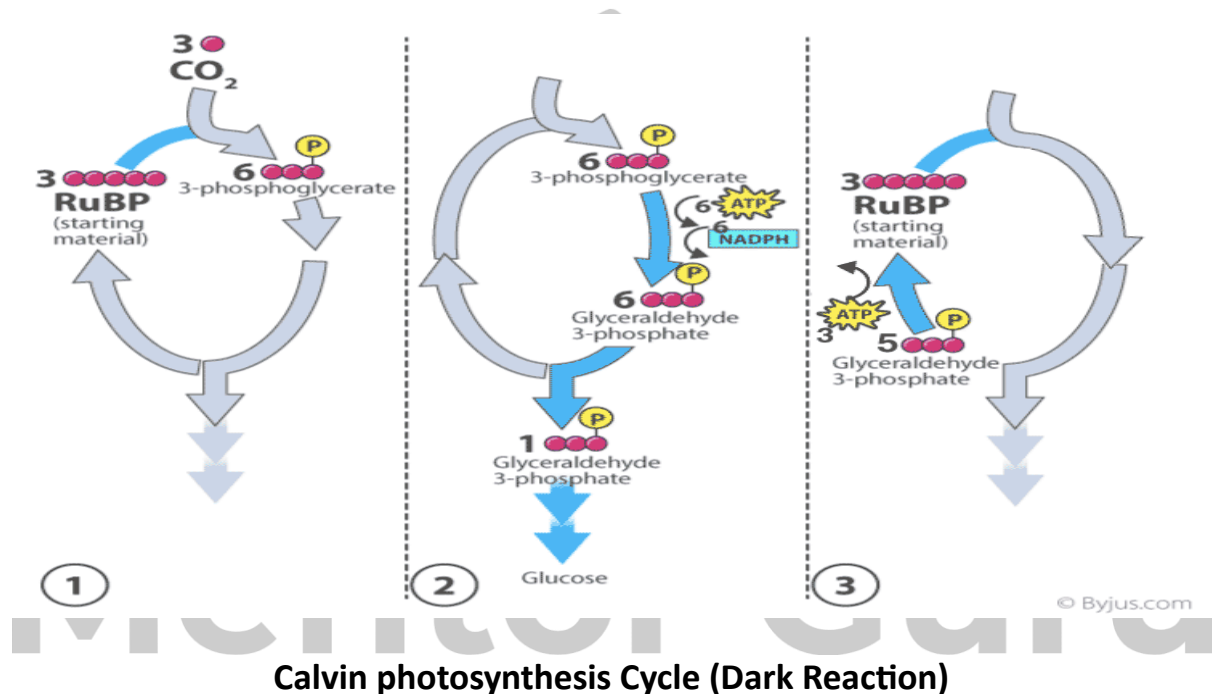 3
CO2
3
RuBP
(starting
material)
P
6
3-phosphoglycerate
1
P
6
3-phosphoglycerate
6 ATP
6
NADPH
P
6
Glyceraldehyde
3-phosphate
P
1
Glyceraldehyde
3-phosphate
Glucose
2
3
RuBP
(starting
material)
ATP
3
P
5
Glyceraldehyde
3-phosphate
3
© Byjus.com
Mentor Guru
Calvin photosynthesis Cycle (Dark Reaction)